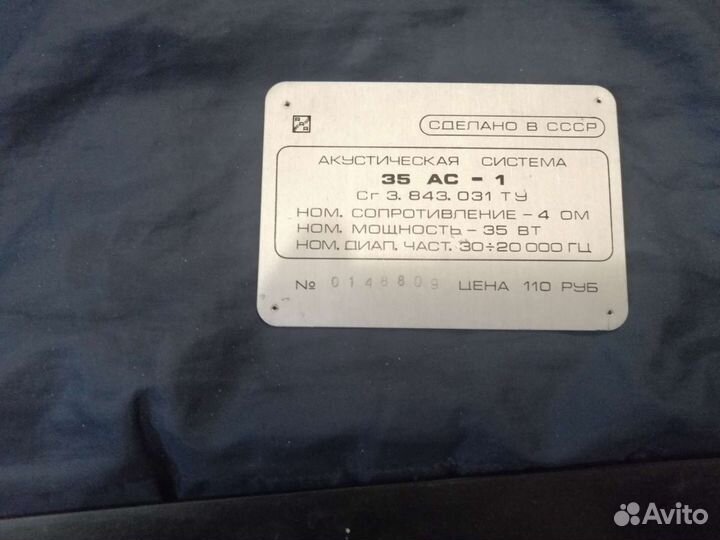 СДЕЛАНО В СССР
АКУСТИЧЕСКАЯ СИСТЕМА
35 АС - 1
Сг 3. 843. 031 ТУ
НОМ. СОПРОТИВЛЕНИЕ - 4 ОМ
НОМ. МОЩНОСТЬ - 35 ВТ
НОМ. ДИАП. ЧАСТ. 30÷20 000 ГЦ
№ 0148809 ЦЕНА 110 РУБ
Avito